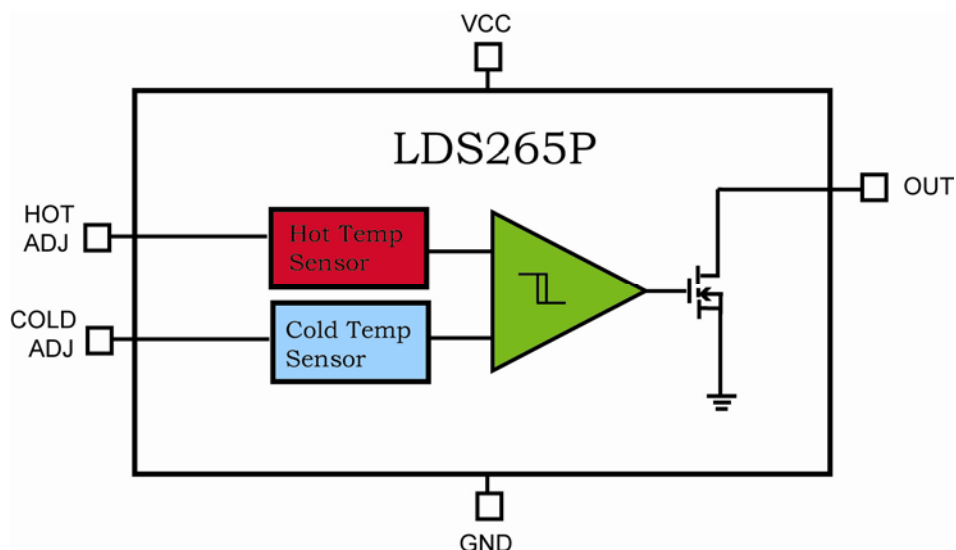 VCC
LDS265P
OUT
HOT
ADJ
Hot Temp
Sensor
COLD
ADJ
Cold Temp
Sensor
GND